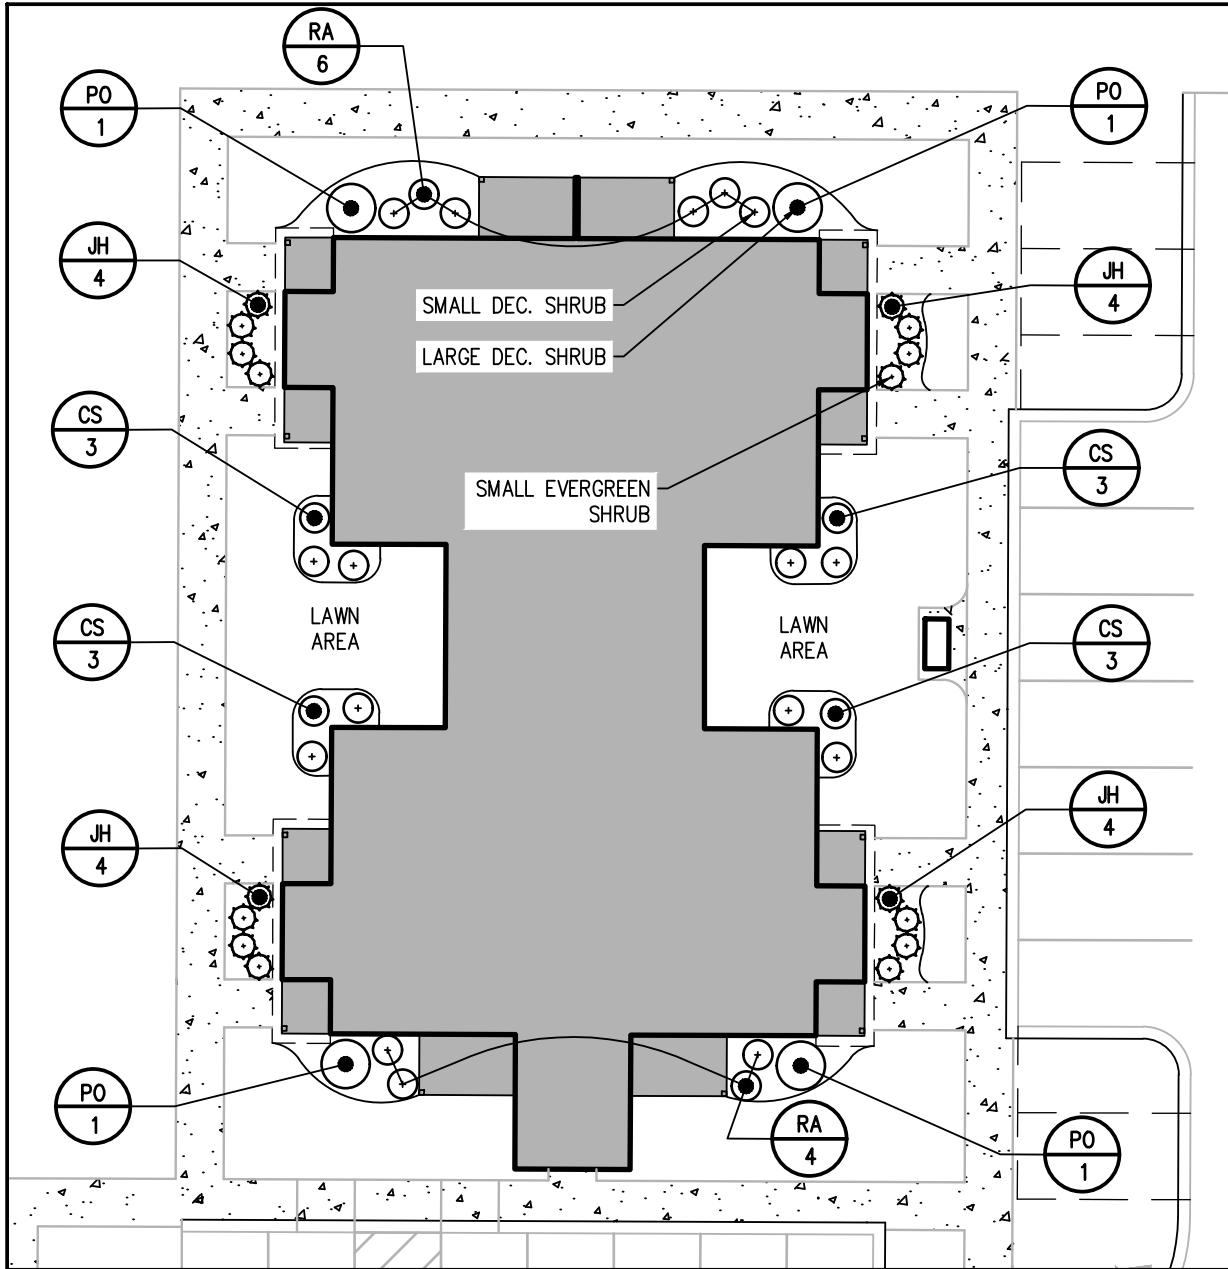 RA
6
PO
1
PO
1
JH
4
JH
4
SMALL DEC. SHRUB
LARGE DEC. SHRUB
CS
3
CS
3
SMALL EVERGREEN
SHRUB
LAWN
AREA
LAWN
AREA
CS
3
CS
3
JH
4
JH
4
PO
1
RA
4
PO
1